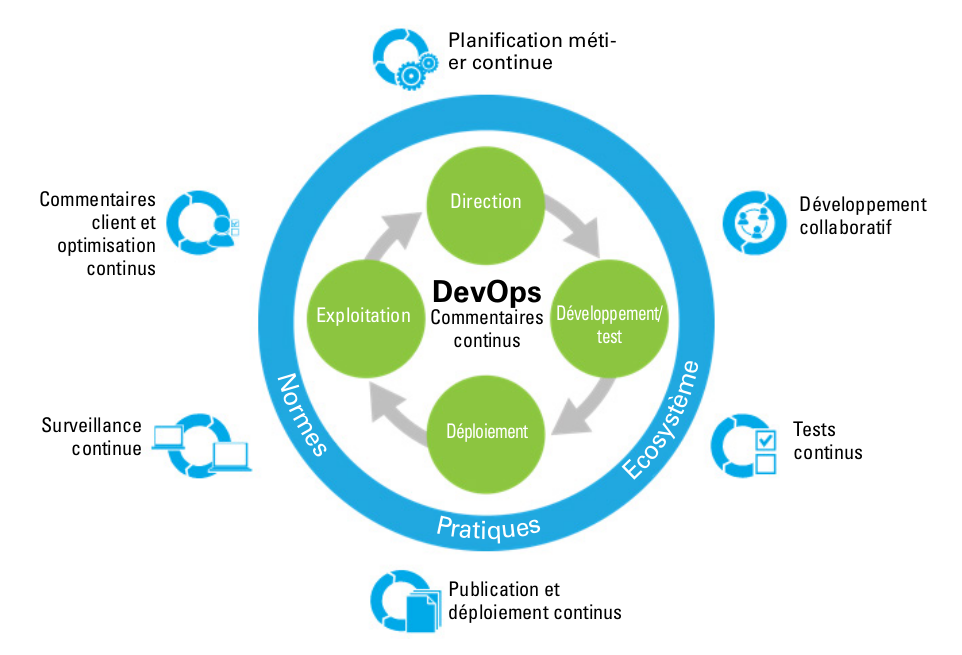 Planification méti-
er continue
Commentaires
client et
optimisation
continus
Développement
collaboratif
Direction
Exploitation
DevOps
Commentaires
continus
Développement/
test
Déploiement
Normes
Pratiques
Ecosystème
Surveillance
continue
Tests
continus
Publication et
déploiement continus